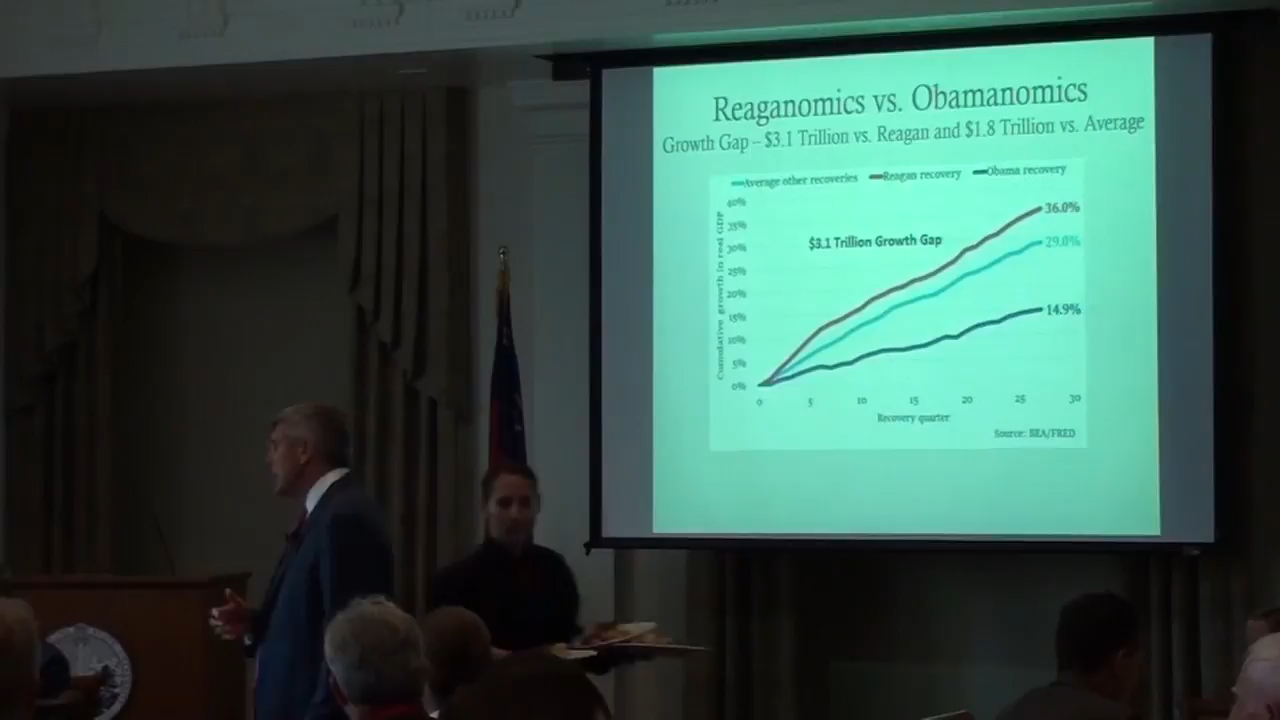 Reaganomics vs. Obamanomics
Growth Gap – $3.1 Trillion vs. Reagan and $1.8 Trillion vs. Average
Average other recoveries Reagan recovery Obama recovery
Cumulative growth in real GDP
40%
35%
30%
25%
20%
15%
10%
5%
0%
$3.1 Trillion Growth Gap
36.0%
29.0%
14.9%
0 5 10 15 20 25 30
Recovery quarter
Source: BEA/FRED